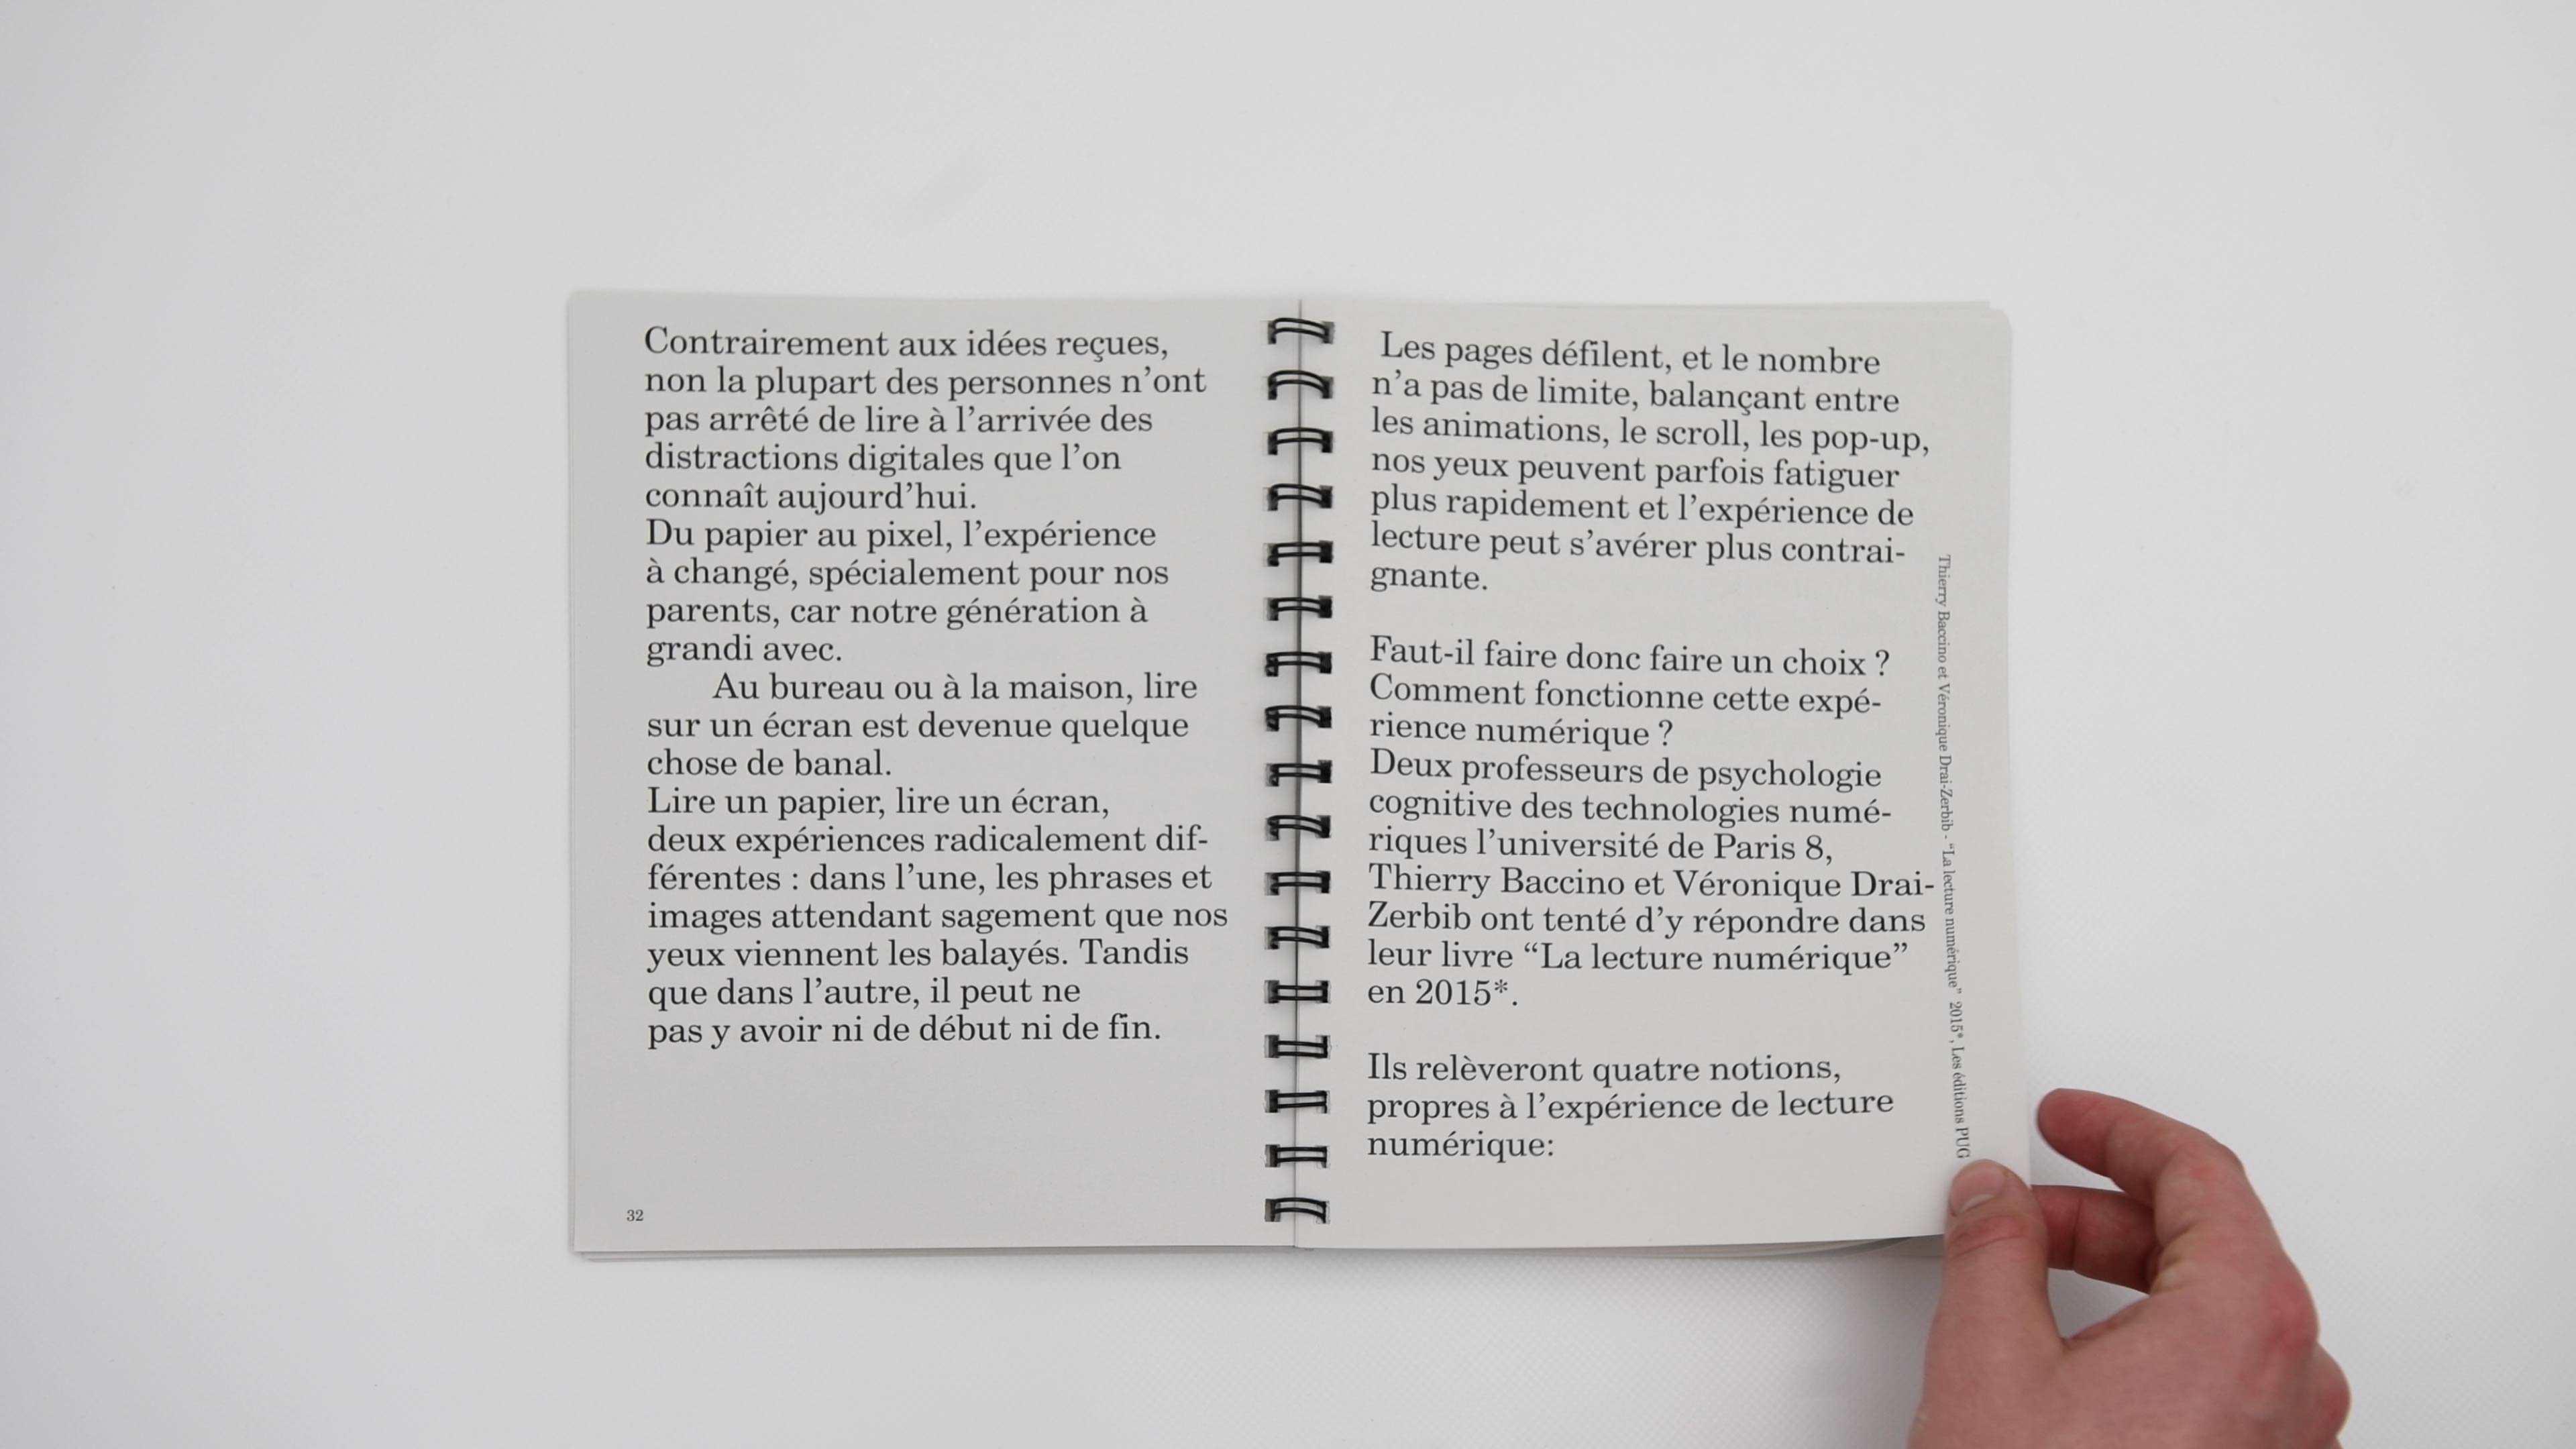 Contrairement aux idées reçues,
non la plupart des personnes n’ont
pas arrêté de lire à l’arrivée des
distractions digitales que l’on
connaît aujourd’hui.
Du papier au pixel, l’expérience
à changé, spécialement pour nos
parents, car notre génération à
grandi avec.
Au bureau ou à la maison, lire
sur un écran est devenue quelque
chose de banal.
Lire un papier, lire un écran,
deux expériences radicalement dif-
férentes : dans l’une, les phrases et
images attendant sagement que nos
yeux viennent les balayés. Tandis
que dans l’autre, il peut ne
pas y avoir ni de début ni de fin.
32
Les pages défilent, et le nombre
n’a pas de limite, balançant entre
les animations, le scroll, les pop-up,
nos yeux peuvent parfois fatiguer
plus rapidement et l’expérience de
lecture peut s’avérer plus contrai-
gnante.
Faut-il faire donc faire un choix ?
Comment fonctionne cette expé-
rience numérique ?
Deux professeurs de psychologie
cognitive des technologies numé-
riques l’université de Paris 8,
Thierry Baccino et Véronique Drai-
Zerbib ont tenté d’y répondre dans
leur livre “La lecture numérique”
en 2015*.
Ils relèveront quatre notions,
propres à l’expérience de lecture
numérique:
Thierry Baccino et Véronique Drai-Zerbib - “La lecture numérique” 2015*, Les éditions PUG